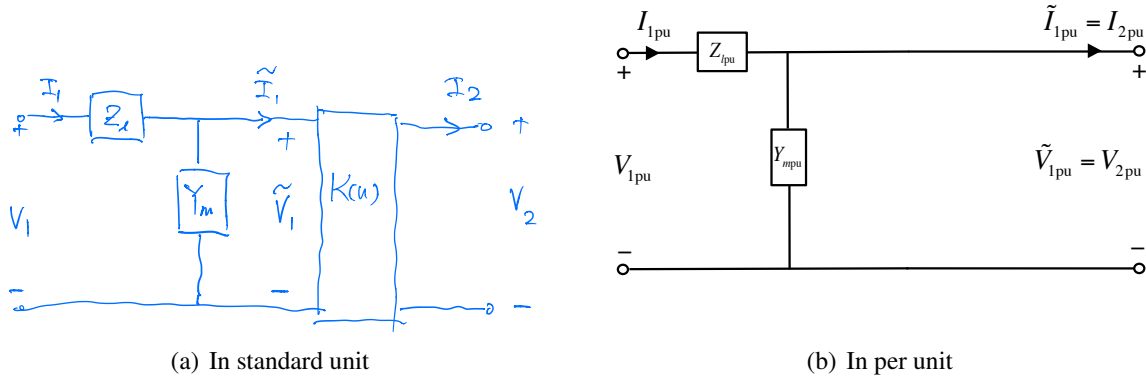 I₁
Zₗ
Ĩ₁
I₂
+
+
+
V₁
Yₘ
Ṽ₁
K(n)
V₂
-
-
-
(a) In standard unit
I₁pu
Zₗpu
Ĩ₁pu = I₂pu
+
+
V₁pu
Yₘpu
Ṽ₁pu = V₂pu
−
−
(b) In per unit